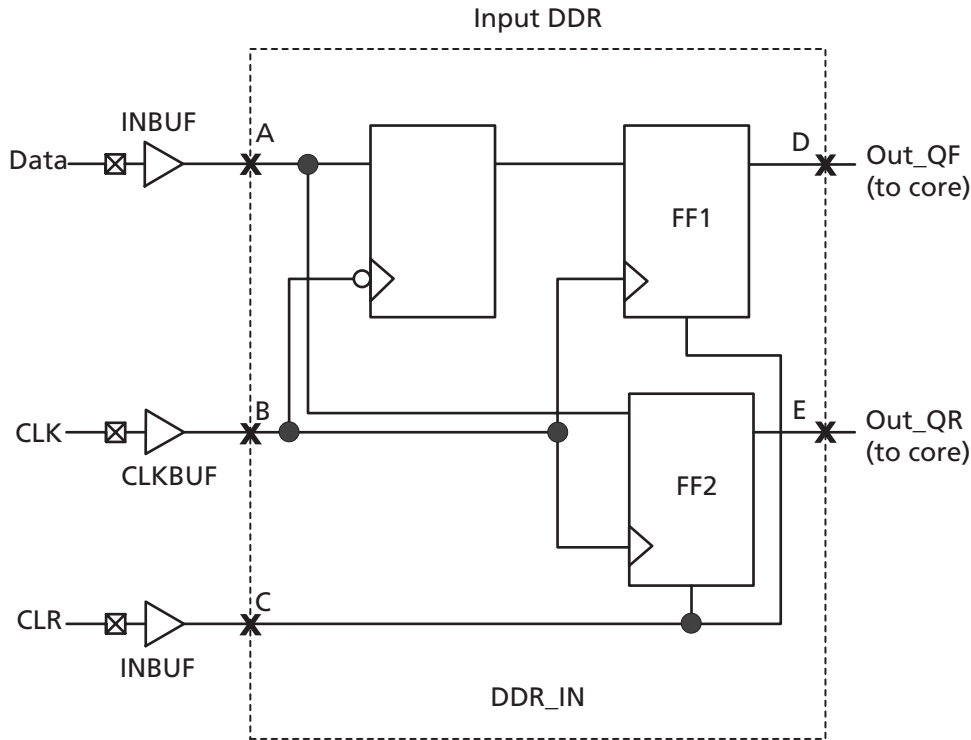 Input DDR
INBUF
A
Data
D
Out_QF
(to core)
FF1
B
CLK
CLKBUF
E
Out_QR
(to core)
FF2
C
CLR
INBUF
DDR_IN